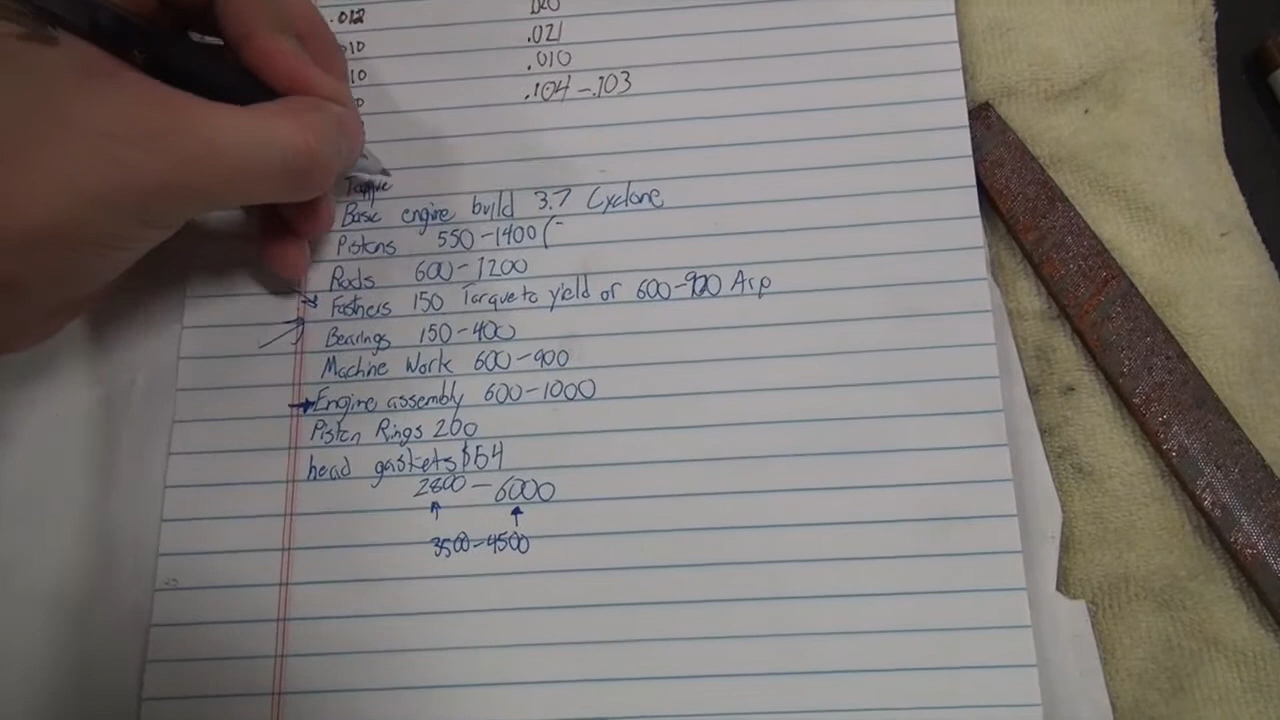 .012
.021
.010
.010
.104-.103
Torque
Basic engine build 3.7 Cyclone
Pistons 550-1400 (-
Rods 600-1200
Fastners 150 Torque to yield or 600-900 Arp
Bearings 150-400
Machine Work 600-900
Engine assembly 600-1000
Piston Rings 200
head gaskets $54
2800 - 6000
3500-4500